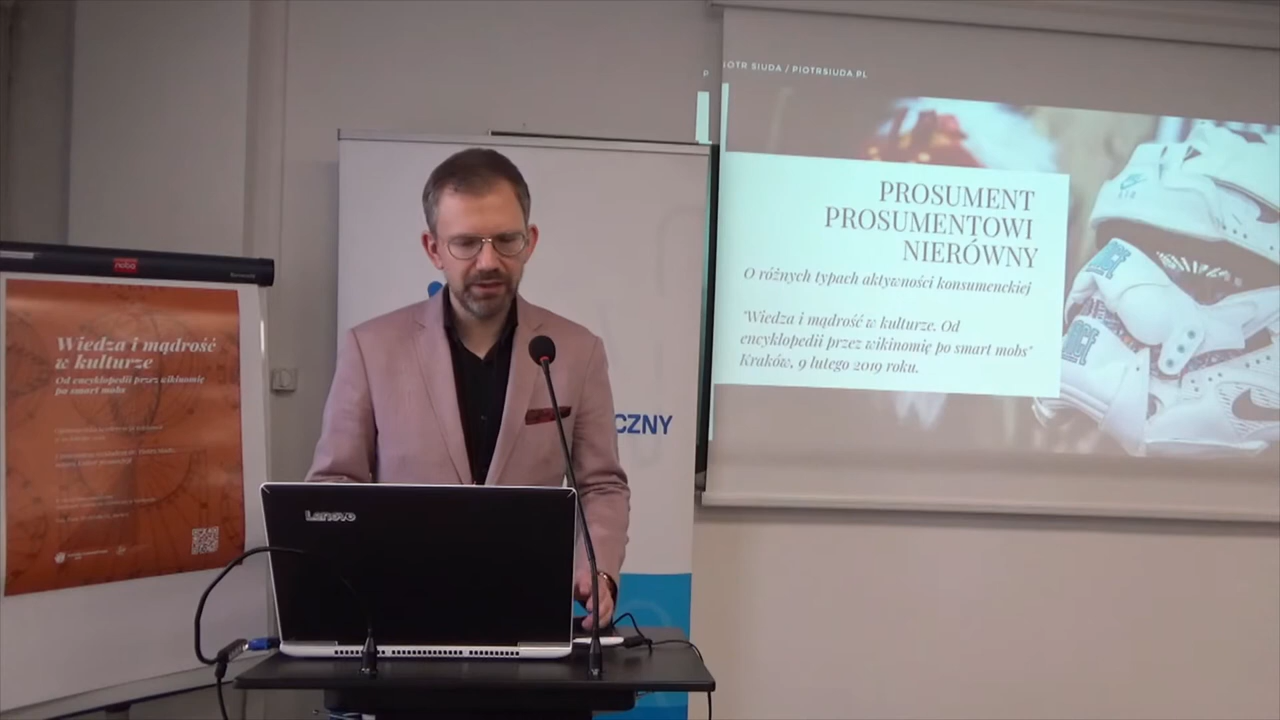 PIOTR SIUDA / PIOTRSIUDA.PL
PROSUMENT
PROSUMENTOWI
NIERÓWNY
O różnych typach aktywności konsumenckiej
"Wiedza i mądrość w kulturze. Od
encyklopedii przez wikinomię po smart mobs"
Kraków, 9 lutego 2019 roku.
nobo
Wiedza i mądrość
w kulturze
Od encyklopedii przez wikinomię
po smart mobs
CZNY
Lenovo